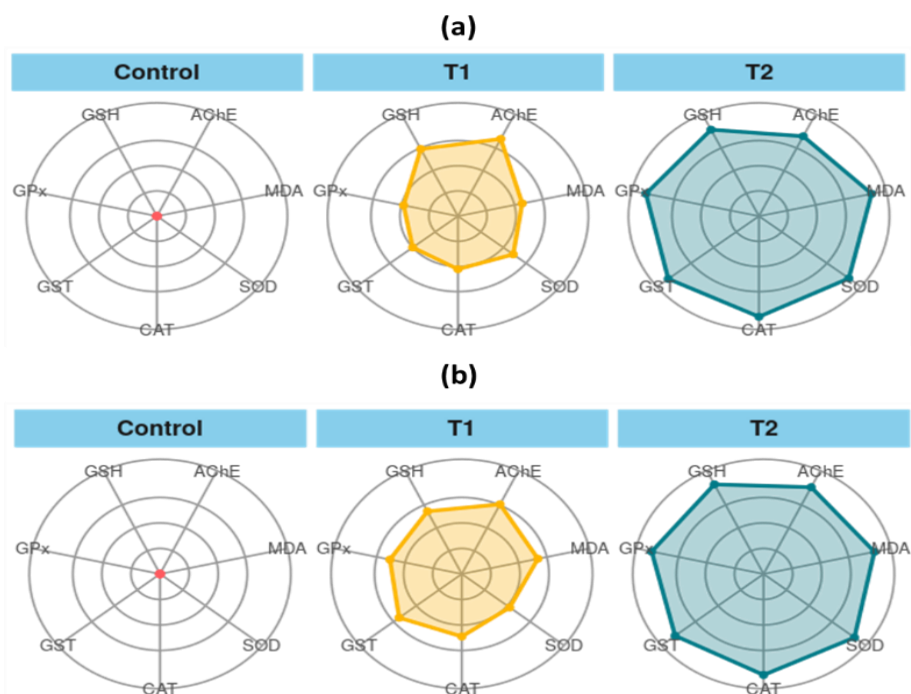 (a)
Control T1 T2
GSH AChE GSH AChE GSH AChE
GPx MDA GPx MDA GPx MDA
GST SOD GST SOD GST SOD
CAT CAT CAT
(b)
Control T1 T2
GSH AChE GSH AChE GSH AChE
GPx MDA GPx MDA GPx MDA
GST SOD GST SOD GST SOD
CAT CAT CAT